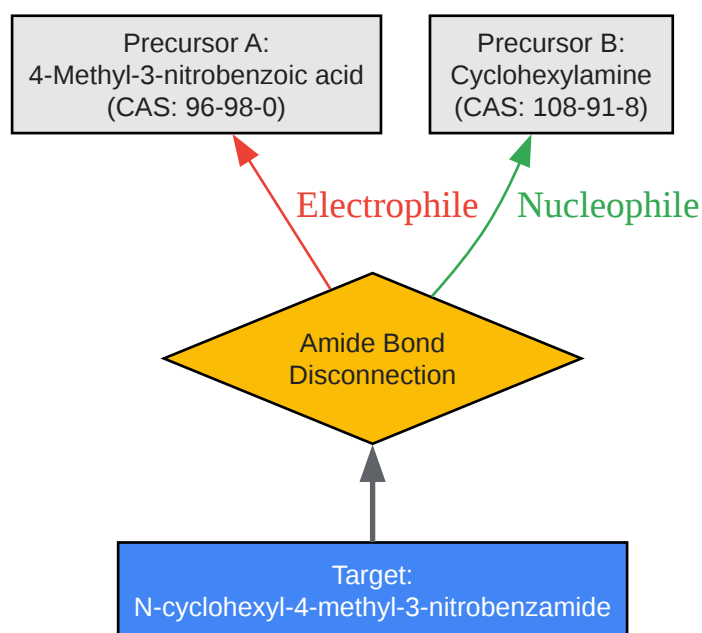 Precursor A:
4-Methyl-3-nitrobenzoic acid
(CAS: 96-98-0)
Precursor B:
Cyclohexylamine
(CAS: 108-91-8)
Electrophile
Nucleophile
Amide Bond
Disconnection
Target:
N-cyclohexyl-4-methyl-3-nitrobenzamide